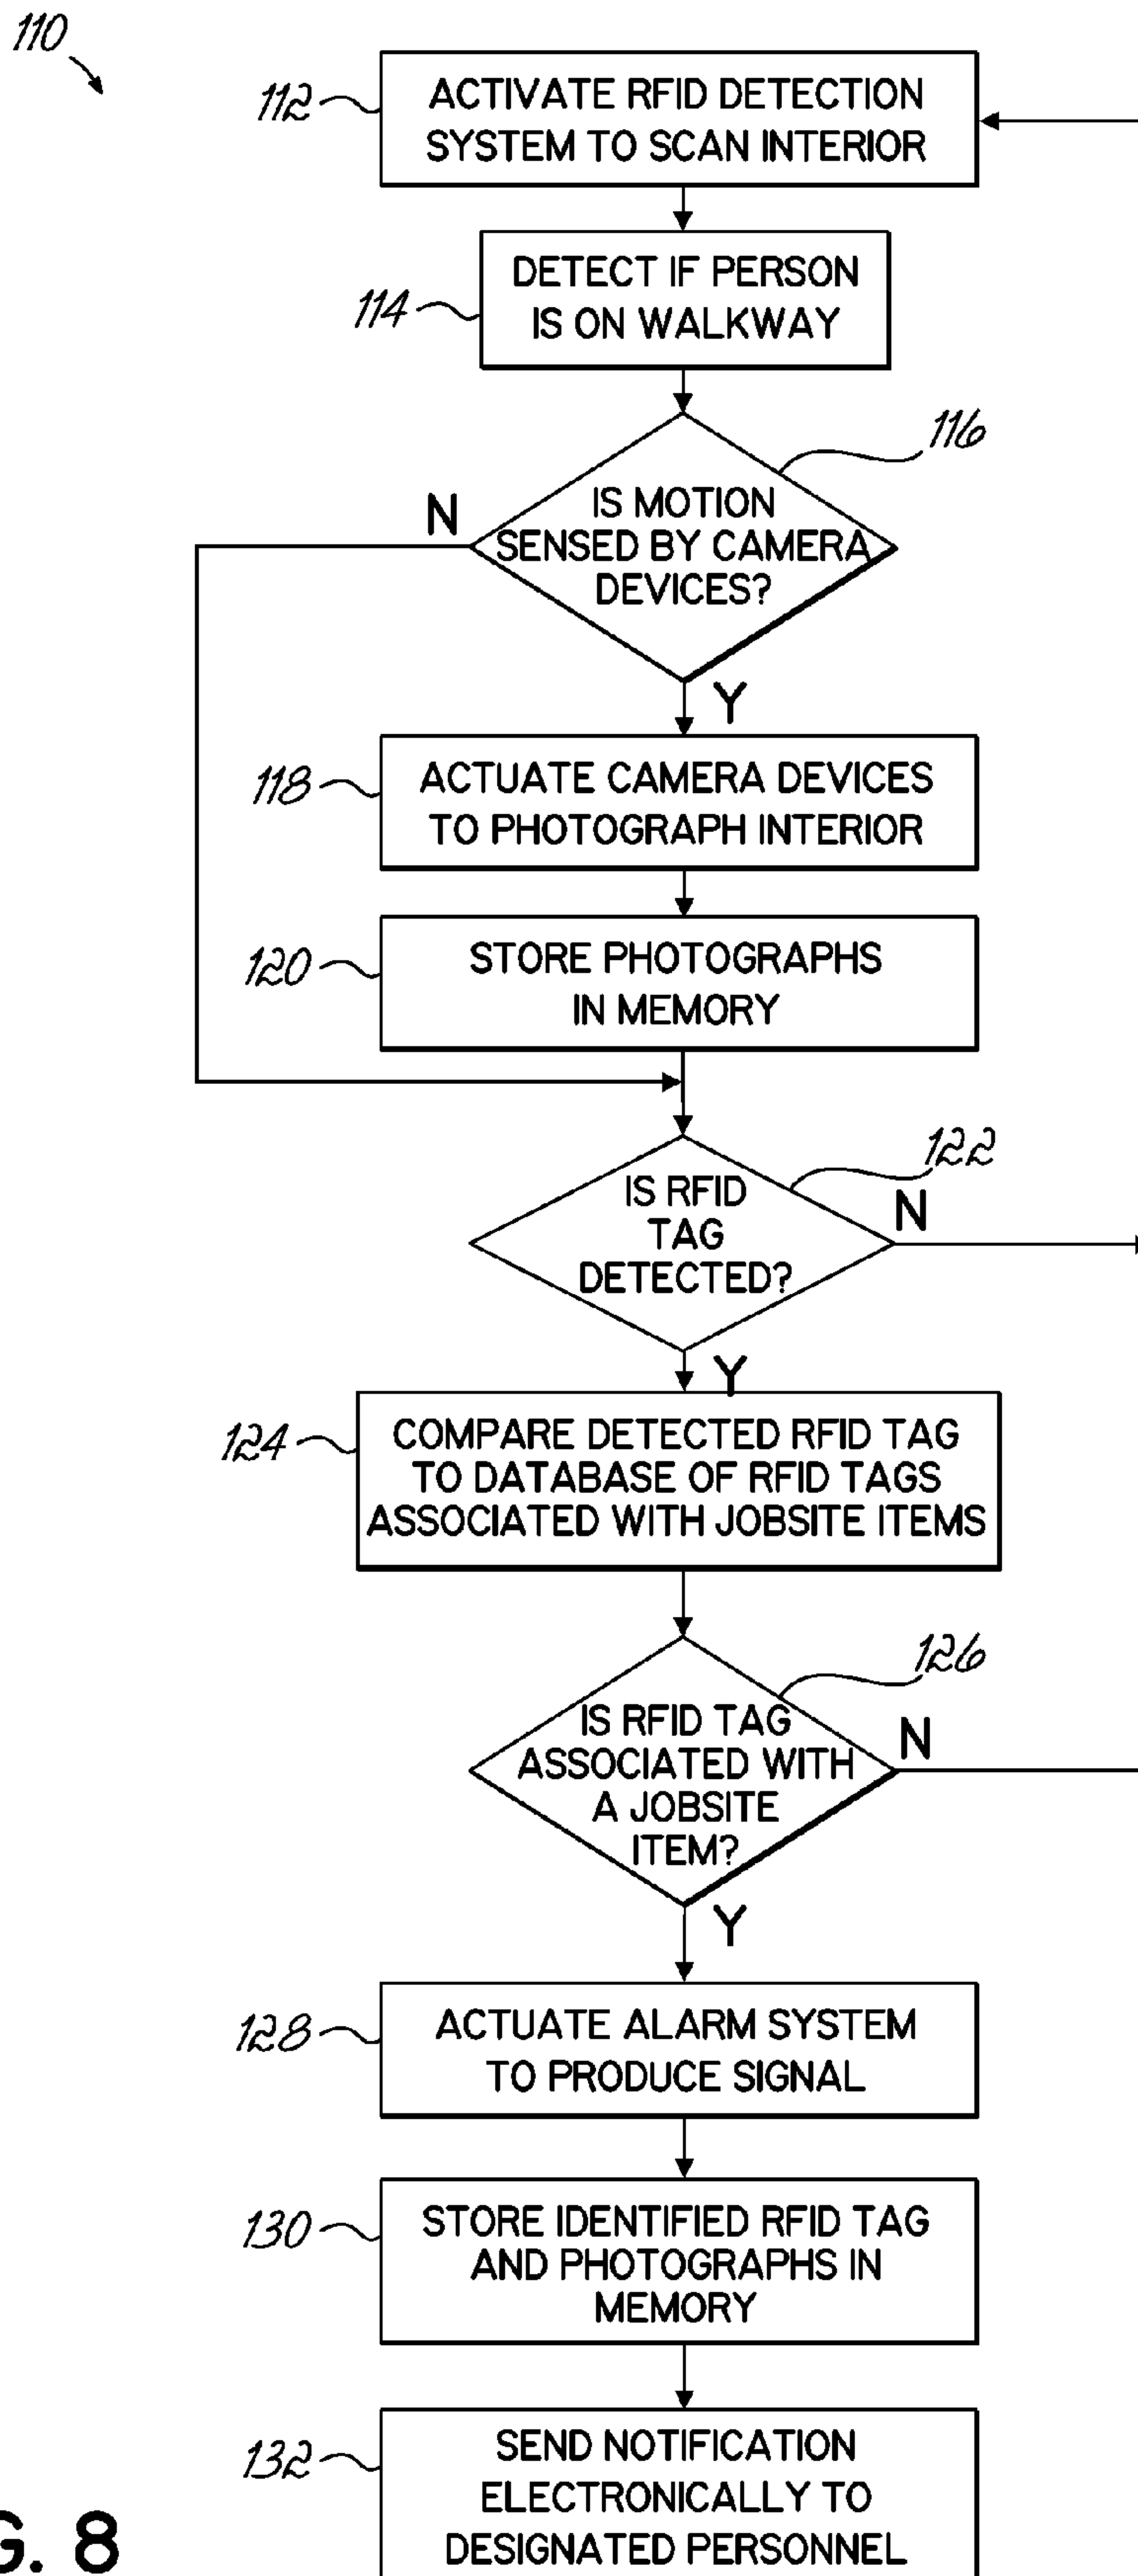 110
112
ACTIVATE RFID DETECTION
SYSTEM TO SCAN INTERIOR
114
DETECT IF PERSON
IS ON WALKWAY
116
IS MOTION
SENSED BY CAMERA
DEVICES?
N
Y
118
ACTUATE CAMERA DEVICES
TO PHOTOGRAPH INTERIOR
120
STORE PHOTOGRAPHS
IN MEMORY
122
IS RFID
TAG
DETECTED?
N
Y
124
COMPARE DETECTED RFID TAG
TO DATABASE OF RFID TAGS
ASSOCIATED WITH JOBSITE ITEMS
126
IS RFID TAG
ASSOCIATED WITH
A JOBSITE
ITEM?
N
Y
128
ACTUATE ALARM SYSTEM
TO PRODUCE SIGNAL
130
STORE IDENTIFIED RFID TAG
AND PHOTOGRAPHS IN
MEMORY
132
SEND NOTIFICATION
ELECTRONICALLY TO
DESIGNATED PERSONNEL
G. 8